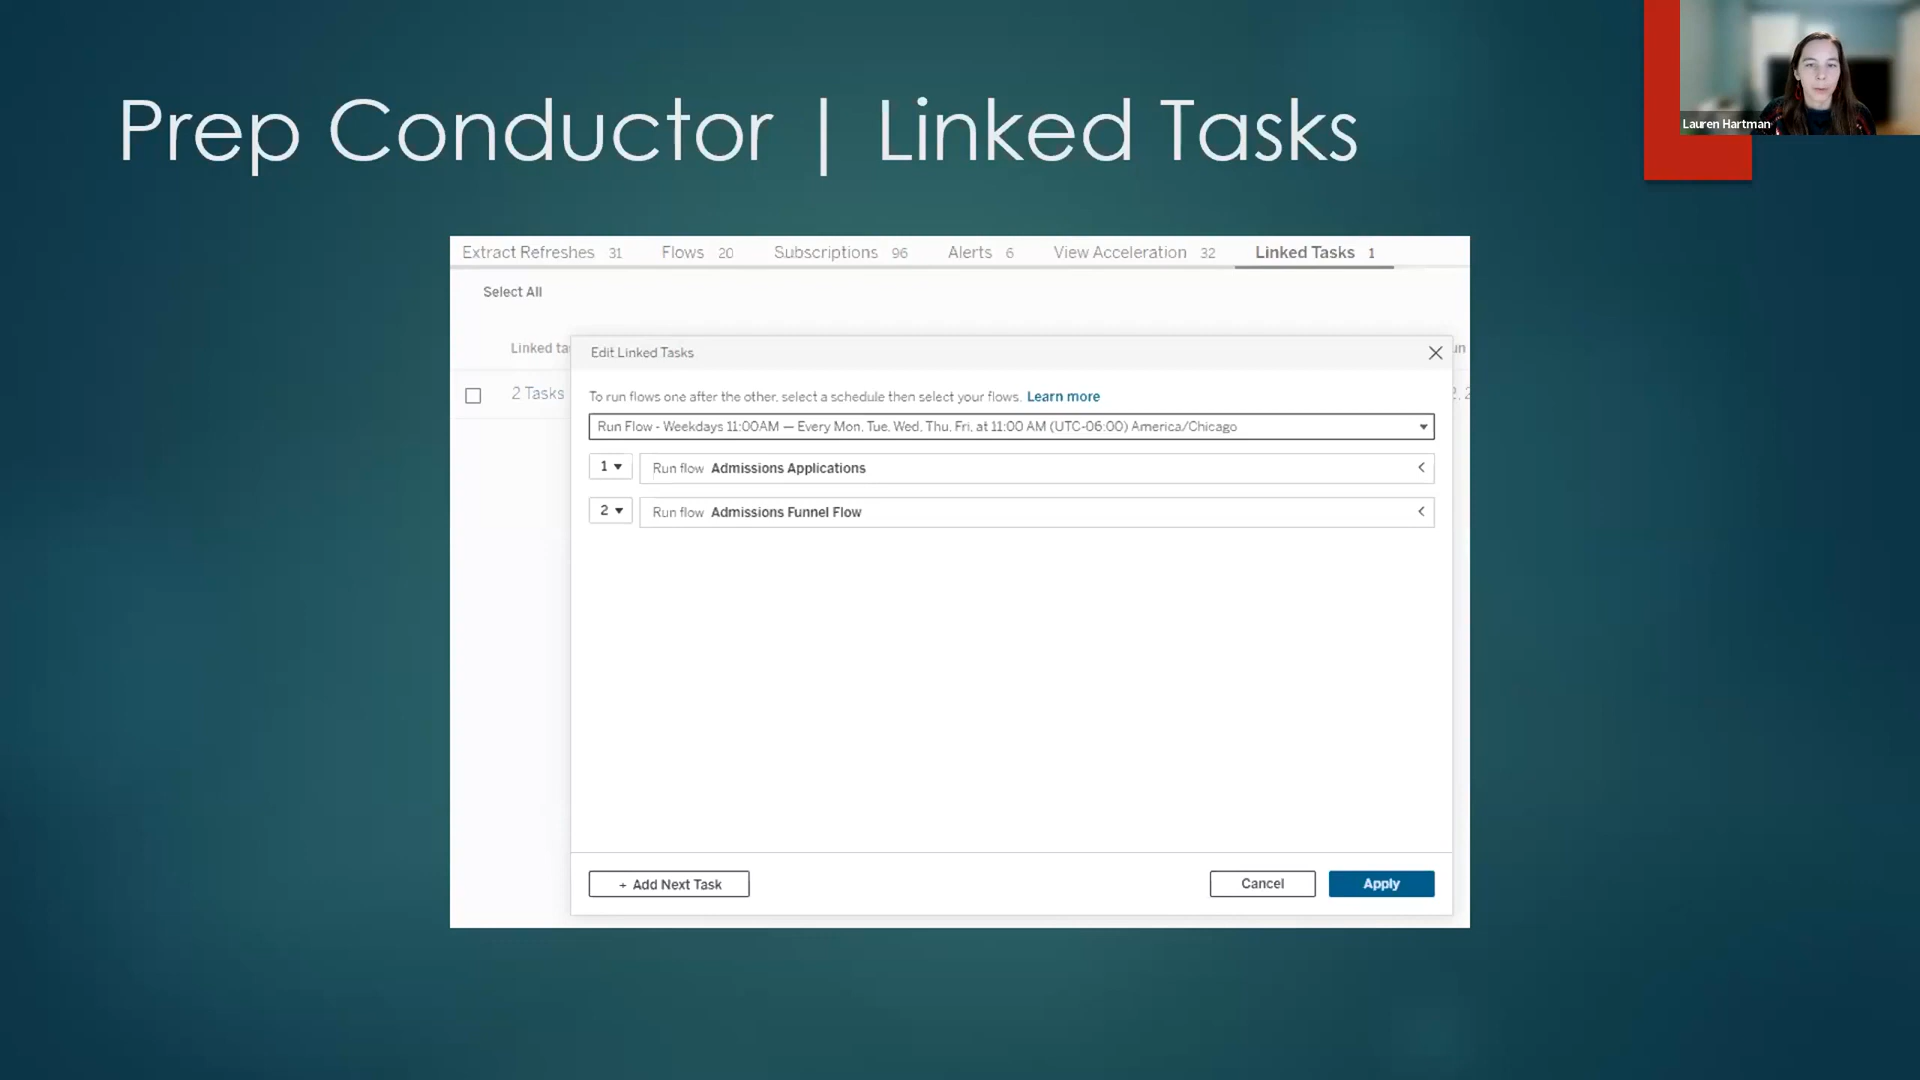 Prep Conductor | Linked Tasks
Lauren Hartman
Extract Refreshes 31 Flows 20 Subscriptions 96 Alerts 6 View Acceleration 32 Linked Tasks 1
Select All
Linked ta
Edit Linked Tasks
2 Tasks
To run flows one after the other, select a schedule then select your flows. Learn more
Run Flow - Weekdays 11:00AM — Every Mon, Tue, Wed, Thu, Fri, at 11:00 AM (UTC-06:00) America/Chicago
1 Run flow Admissions Applications
2 Run flow Admissions Funnel Flow
+ Add Next Task Cancel Apply